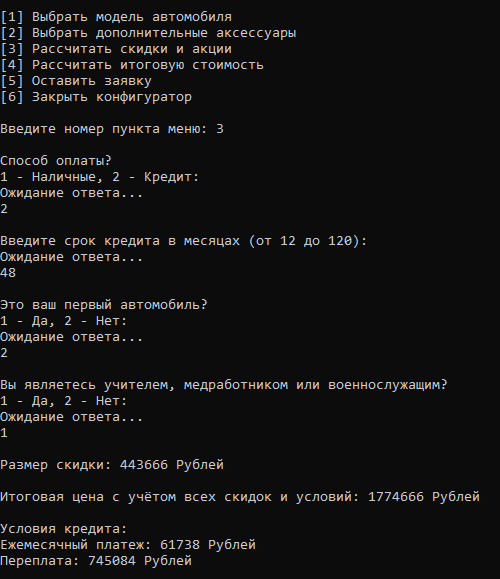 [1] Выбрать модель автомобиля
[2] Выбрать дополнительные аксессуары
[3] Рассчитать скидки и акции
[4] Рассчитать итоговую стоимость
[5] Оставить заявку
[6] Закрыть конфигуратор
Введите номер пункта меню: 3
Способ оплаты?
1 - Наличные, 2 - Кредит:
Ожидание ответа...
2
Введите срок кредита в месяцах (от 12 до 120):
Ожидание ответа...
48
Это ваш первый автомобиль?
1 - Да, 2 - Нет:
Ожидание ответа...
2
Вы являетесь учителем, медработником или военнослужащим?
1 - Да, 2 - Нет:
Ожидание ответа...
1
Размер скидки: 443666 Рублей
Итоговая цена с учётом всех скидок и условий: 1774666 Рублей
Условия кредита:
Ежемесячный платеж: 61738 Рублей
Переплата: 745084 Рублей